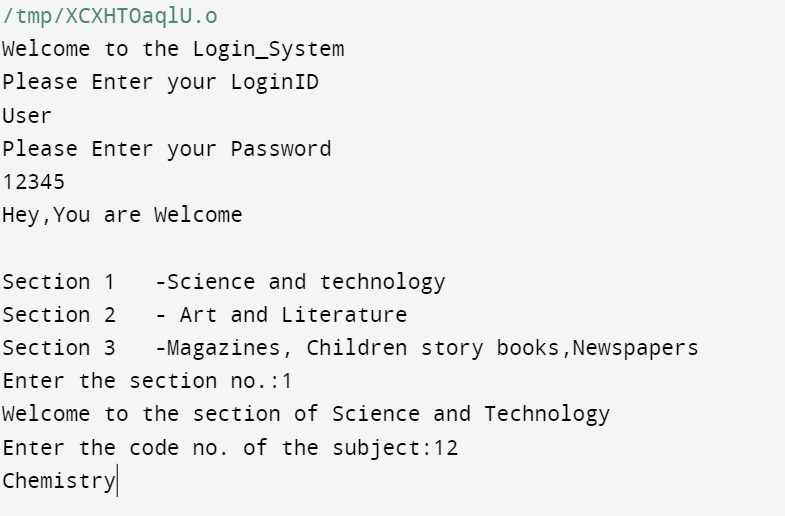 /tmp/XCXHTOaqlU.o
Welcome to the Login_System
Please Enter your LoginID
User
Please Enter your Password
12345
Hey,You are Welcome
Section 1   -Science and technology
Section 2   - Art and Literature
Section 3   -Magazines, Children story books,Newspapers
Enter the section no.:1
Welcome to the section of Science and Technology
Enter the code no. of the subject:12
Chemistry